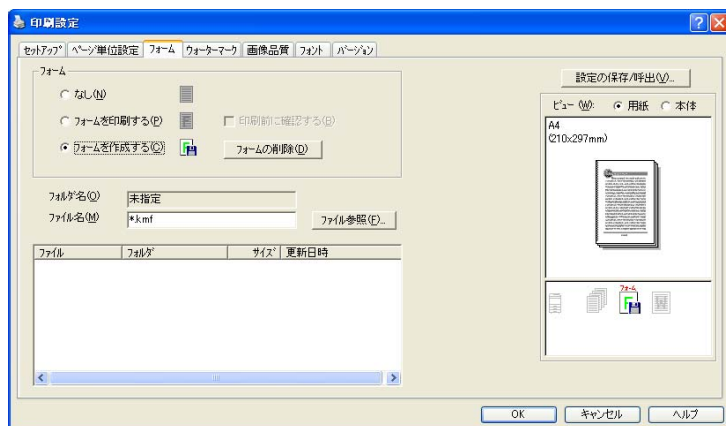 印刷設定
セットアップ ページ単位設定 フォーム ウォーターマーク 画像品質 フォント バージョン
フォーム
なし(N)
フォームを印刷する(P) 印刷前に確認する(B)
フォームを作成する(C) フォームの削除(D)
フォルダ名(O) 未指定
ファイル名(M) *.kmf ファイル参照(F)...
ファイル フォルダ サイズ 更新日時
設定の保存/呼出(V)...
ビュー(W): 用紙 本体
A4
(210x297mm)
フォーム
OK キャンセル ヘルプ